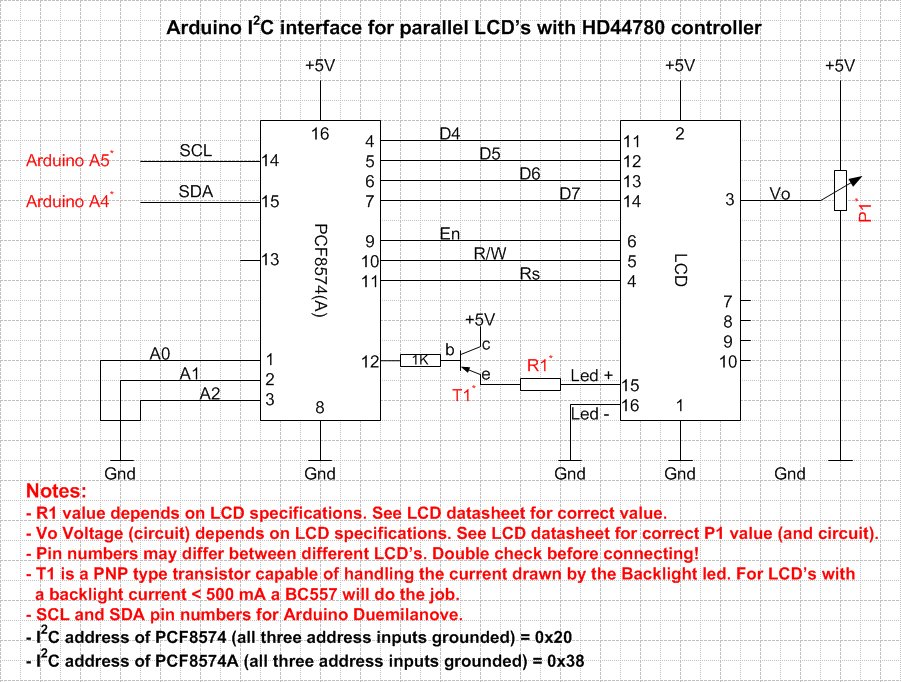 Arduino I2C interface for parallel LCD's with HD44780 controller
+5V +5V +5V
16 2
4 D4 11
Arduino A5* SCL 14 5 D5 12
6 D6 13
Arduino A4* SDA 15 7 D7 14 3 Vo P1*
9 En 6
13 PCF8574(A) 10 R/W 5 LCD
11 Rs 4
7
8
9
10
+5V
A0 1 12 1K b c
A1 2 T1* e R1* Led + 15
A2 3 8 Led - 16 1
Gnd Gnd Gnd Gnd Gnd
Notes:
- R1 value depends on LCD specifications. See LCD datasheet for correct value.
- Vo Voltage (circuit) depends on LCD specifications. See LCD datasheet for correct P1 value (and circuit).
- Pin numbers may differ between different LCD's. Double check before connecting!
- T1 is a PNP type transistor capable of handling the current drawn by the Backlight led. For LCD's with
a backlight current < 500 mA a BC557 will do the job.
- SCL and SDA pin numbers for Arduino Duemilanove.
- I2C address of PCF8574 (all three address inputs grounded) = 0x20
- I2C address of PCF8574A (all three address inputs grounded) = 0x38